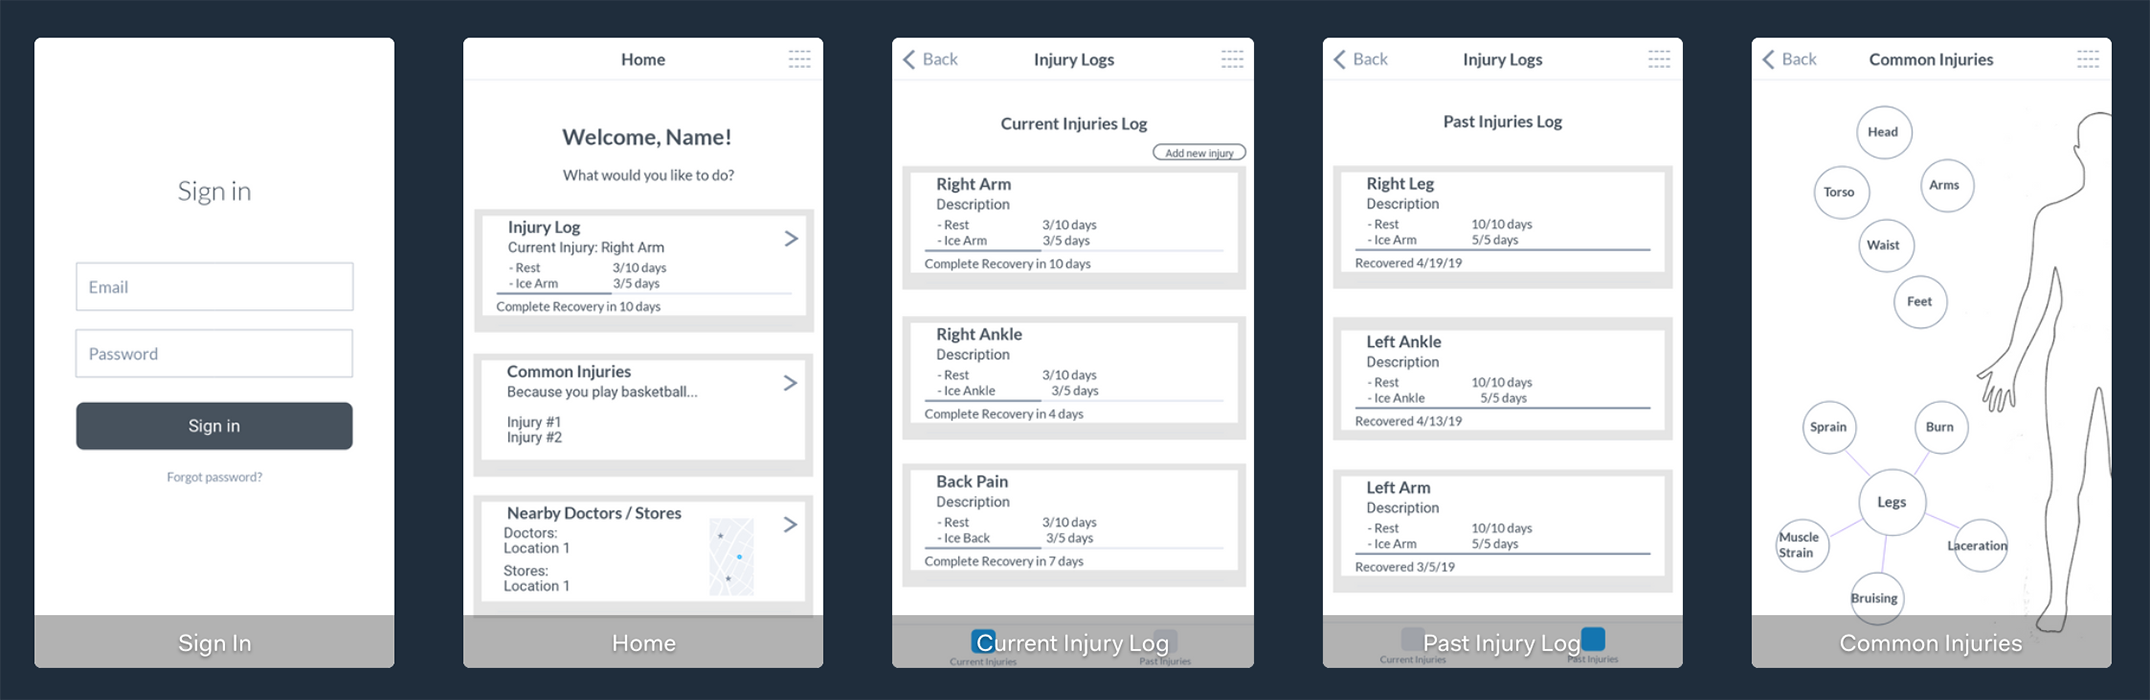 Sign in
Email
Password
Sign in
Forgot password?
Sign In
Home
Welcome, Name!
What would you like to do?
Injury Log
Current Injury: Right Arm
- Rest 3/10 days
- Ice Arm 3/5 days
Complete Recovery in 10 days
Common Injuries
Because you play basketball...
Injury #1
Injury #2
Nearby Doctors / Stores
Doctors:
Location 1
Stores:
Location 1
Home
Back Injury Logs
Current Injuries Log
Add new injury
Right Arm
Description
- Rest 3/10 days
- Ice Arm 3/5 days
Complete Recovery in 10 days
Right Ankle
Description
- Rest 3/10 days
- Ice Ankle 3/5 days
Complete Recovery in 4 days
Back Pain
Description
- Rest 3/10 days
- Ice Back 3/5 days
Complete Recovery in 7 days
Current Injury Log
Current Injuries Past Injuries
Back Injury Logs
Past Injuries Log
Right Leg
Description
- Rest 10/10 days
- Ice Arm 5/5 days
Recovered 4/19/19
Left Ankle
Description
- Rest 10/10 days
- Ice Ankle 5/5 days
Recovered 4/13/19
Left Arm
Description
- Rest 10/10 days
- Ice Arm 5/5 days
Recovered 3/5/19
Past Injury Log
Current Injuries Past Injuries
Back Common Injuries
Head
Torso
Arms
Waist
Feet
Sprain
Burn
Legs
Muscle
Strain
Laceration
Bruising
Common Injuries